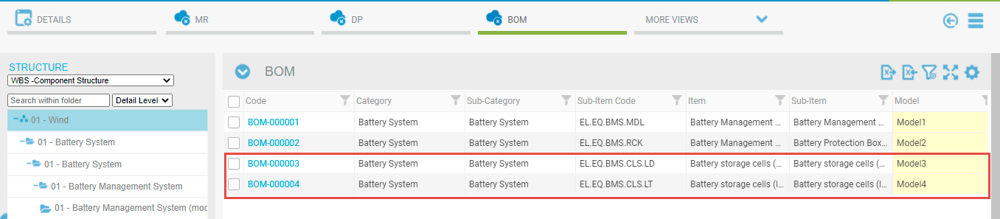 DETAILS MR DP BOM MORE VIEWS
STRUCTURE
WBS -Component Structure
Search within folder Detail Level
01 - Wind
01 - Battery System
01 - Battery System
01 - Battery Management System
01 - Battery Management System (moc
BOM
Code Category Sub-Category Sub-Item Code Item Sub-Item Model
BOM-000001 Battery System Battery System EL.EQ.BMS.MDL Battery Management ... Battery Management ... Model1
BOM-000002 Battery System Battery System EL.EQ.BMS.RCK Battery Management ... Battery Protection Box... Model2
BOM-000003 Battery System Battery System EL.EQ.BMS.CLS.LD Battery storage cells (... Battery storage cells (... Model3
BOM-000004 Battery System Battery System EL.EQ.BMS.CLS.LT Battery storage cells (l... Battery storage cells (l... Model4